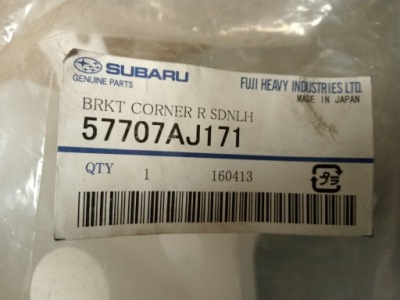 SUBARU
GENUINE PARTS
FUJI HEAVY INDUSTRIES LTD.
MADE IN JAPAN
BRKT CORNER R SDNLH
57707AJ171
QTY 1 160413